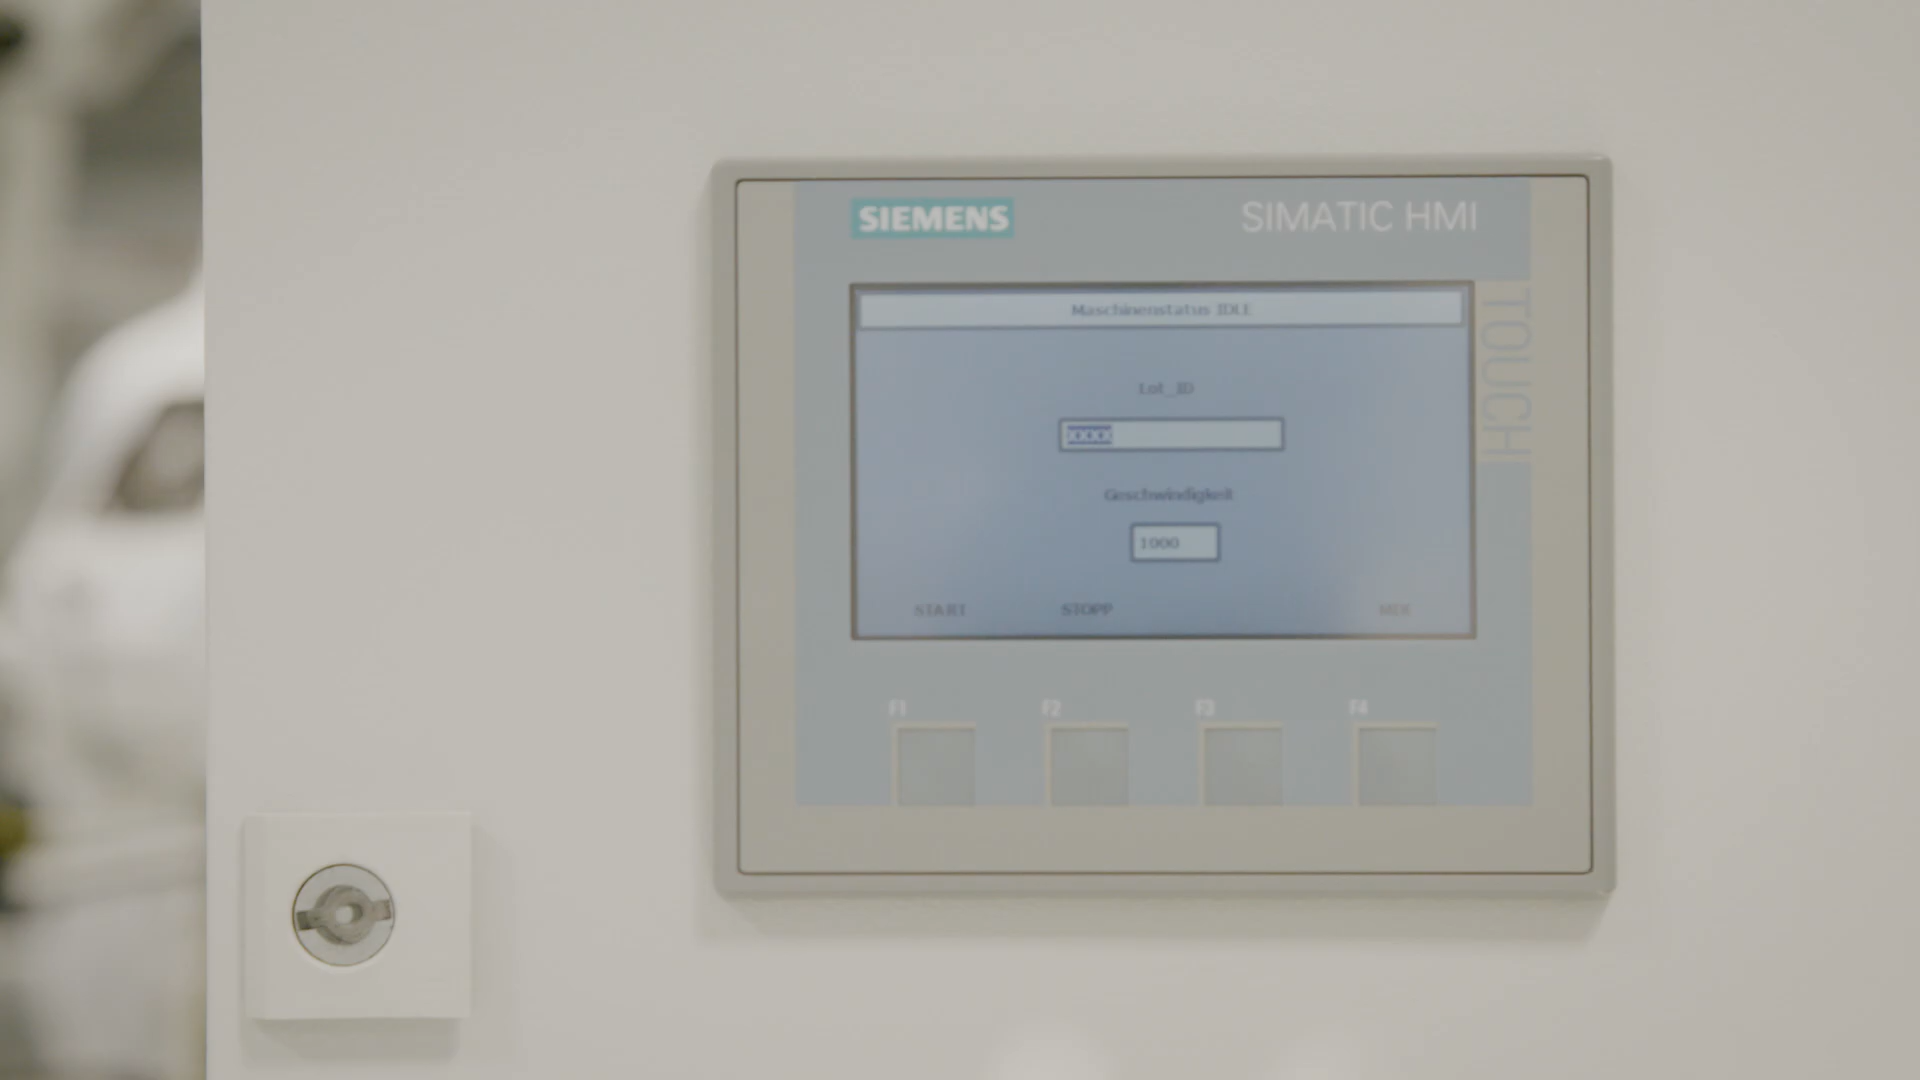 SIEMENS
SIMATIC HMI
TOUCH
Maschinenstatus IDLE
Lot_ID
Geschwindigkeit
1000
START
STOPP
F1
F2
F3
F4